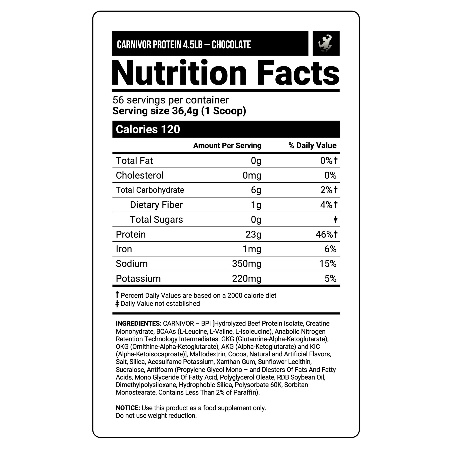 CARNIVOR PROTEIN 4.5LB – CHOCOLATE
Nutrition Facts
56 servings per container
Serving size 36,4g (1 Scoop)
Calories 120
Amount Per Serving % Daily Value
Total Fat 0g 0%†
Cholesterol 0mg 0%
Total Carbohydrate 6g 2%†
Dietary Fiber 1g 4%†
Total Sugars 0g ‡
Protein 23g 46%†
Iron 1mg 6%
Sodium 350mg 15%
Potassium 220mg 5%
† Percent Daily Values are based on a 2000 calorie diet
‡ Daily Value not established
INGREDIENTES: CARNIVOR – BPI [Hydrolyzed Beef Protein Isolate, Creatine
Monohydrate, BCAAs (L-Leucine, L-Valine, L-Isoleucine), Anabolic Nitrogen
Retention Technology Intermediates: GKG (Glutamine-Alpha-Ketoglutarate),
OKG (Ornithine-Alpha-Ketoglutarate), AKG (Alpha-Ketoglutarate) and KIC
(Alpha-Ketoisocaproate)], Maltodextrin, Cocoa, Natural and Artificial Flavors,
Salt, Silica, Acesulfame Potassium, Xanthan Gum, Sunflower Lecithin,
Sucralose, Antifoam (Propylene Glycol Mono – and Diesters Of Fats And Fatty
Acids, Mono Glyceride Of Fatty Acid, Polyglycerol Oleate, RDB Soybean Oil,
Dimethylpolysiloxane, Hydrophobic Silica, Polysorbate 60K, Sorbitan
Monostearate. Contains Less Than 2% of Paraffin).
NOTICE: Use this product as a food supplement only.
Do not use weight reduction.